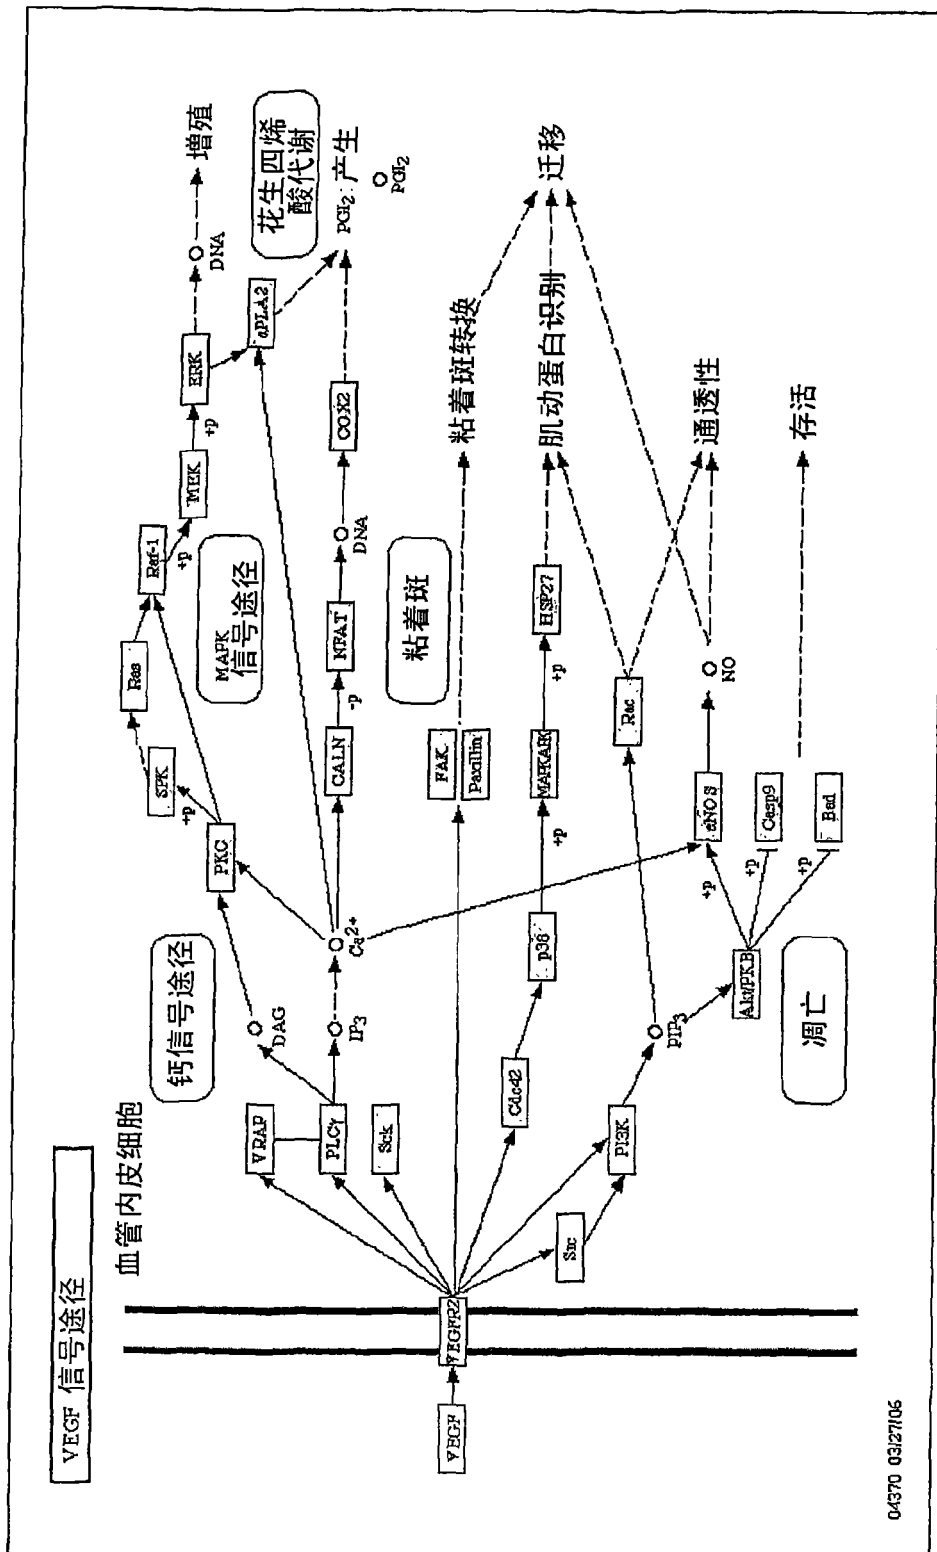 VEGF 信号途径
血管内皮细胞
VEGF
VEGFR2
VRAP
PLCγ
Sck
Src
Cdc42
PI3K
钙信号途径
DAG
IP3
Ca2+
PKC
+p
SPK
Ras
Raf-1
+p
MEK
+p
ERK
DNA
增殖
MAPK
信号途径
cPLA2
花生四烯
酸代谢
CALN
-p
NFAT
DNA
COX2
PGI2产生
PGI2
粘着斑
FAK
Paxillin
粘着斑转换
p38
+p
MAPKAPK
+p
HSP27
肌动蛋白识别
迁移
PIP3
Rac
Akt/PKB
+p
eNOS
NO
通透性
+p
Casp9
+p
Bad
存活
凋亡
04370 03/27/06